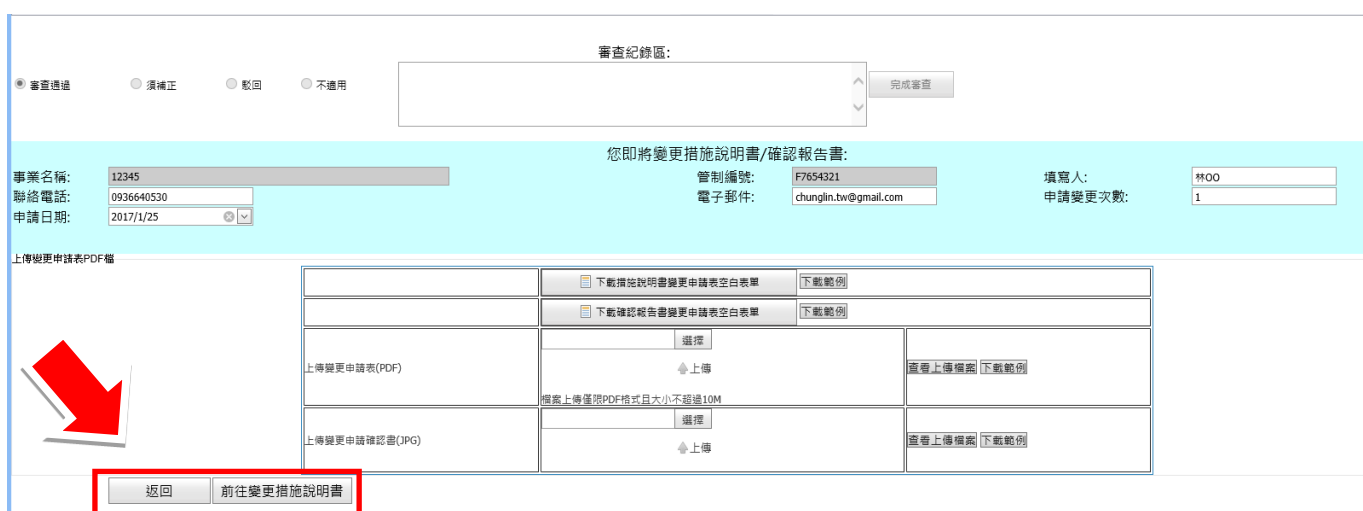 審查紀錄區:
審查通過 須補正 駁回 不適用 完成審查
您即將變更措施說明書/確認報告書:
事業名稱: 12345 管制編號: F7654321 填寫人: 林OO
聯絡電話: 0936640530 電子郵件: chunglin.tw@gmail.com 申請變更次數: 1
申請日期: 2017/1/25
上傳變更申請表PDF檔
下載措施說明書變更申請表空白表單 下載範例
下載確認報告書變更申請表空白表單 下載範例
選擇
上傳變更申請表(PDF) 上傳 查看上傳檔案 下載範例
檔案上傳僅限PDF格式且大小不超過10M
選擇
上傳變更申請確認書(JPG) 上傳 查看上傳檔案 下載範例
返回 前往變更措施說明書